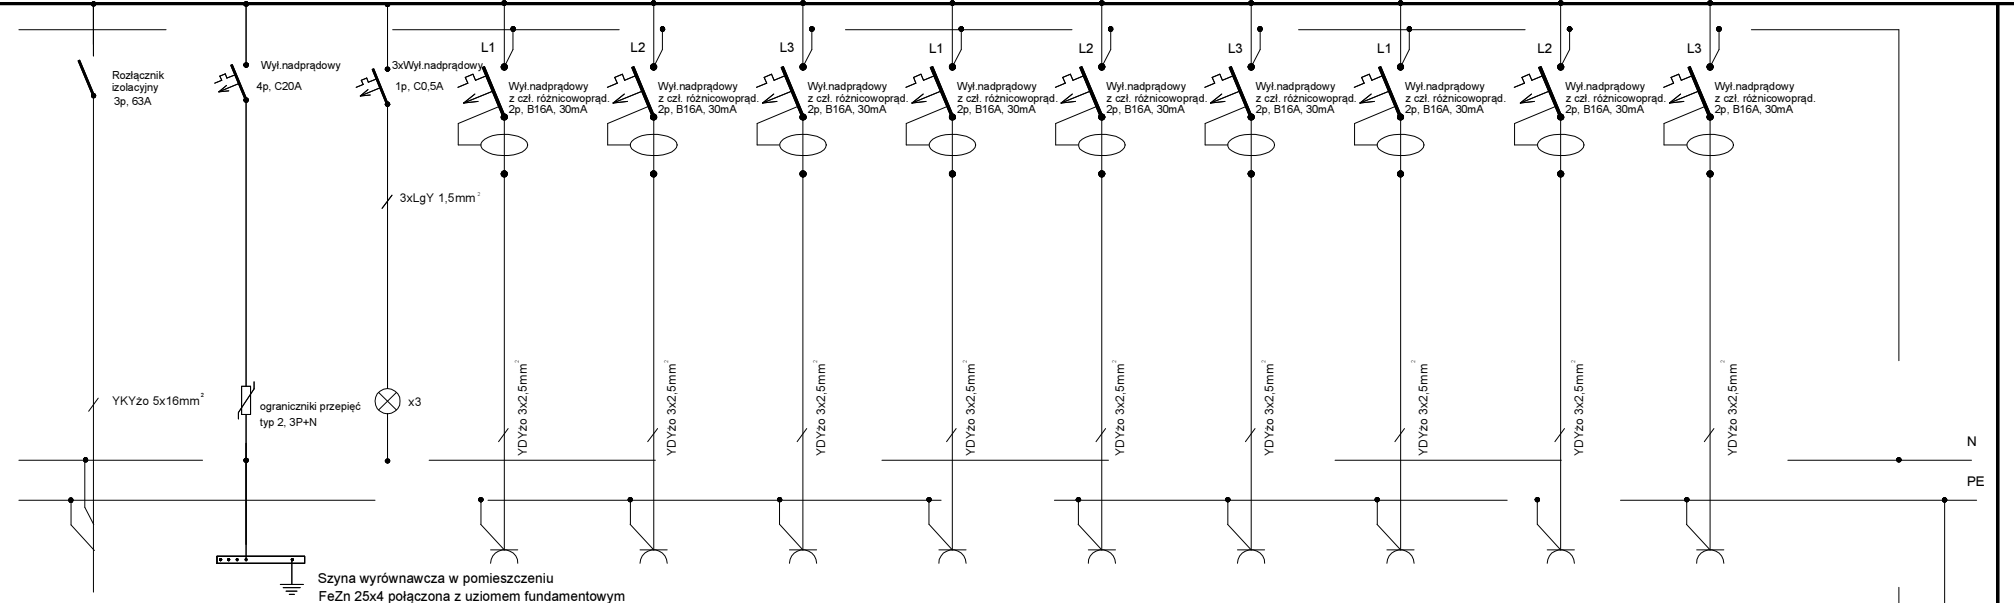 Rozłącznik
izolacyjny
3p, 63A
Wył.nadprądowy
4p, C20A
3xWył.nadprądowy
1p, C0,5A
L1
Wył.nadprądowy
z czł. różnicowoprąd.
2p, B16A, 30mA
L2
Wył.nadprądowy
z czł. różnicowoprąd.
2p, B16A, 30mA
L3
Wył.nadprądowy
z czł. różnicowoprąd.
2p, B16A, 30mA
L1
Wył.nadprądowy
z czł. różnicowoprąd.
2p, B16A, 30mA
L2
Wył.nadprądowy
z czł. różnicowoprąd.
2p, B16A, 30mA
L3
Wył.nadprądowy
z czł. różnicowoprąd.
2p, B16A, 30mA
L1
Wył.nadprądowy
z czł. różnicowoprąd.
2p, B16A, 30mA
L2
Wył.nadprądowy
z czł. różnicowoprąd.
2p, B16A, 30mA
L3
Wył.nadprądowy
z czł. różnicowoprąd.
2p, B16A, 30mA
3xLgY 1,5mm²
YKYżo 5x16mm²
ograniczniki przepięć
typ 2, 3P+N
x3
YDYżo 3x2,5mm²
YDYżo 3x2,5mm²
YDYżo 3x2,5mm²
YDYżo 3x2,5mm²
YDYżo 3x2,5mm²
YDYżo 3x2,5mm²
YDYżo 3x2,5mm²
YDYżo 3x2,5mm²
YDYżo 3x2,5mm²
N
PE
Szyna wyrównawcza w pomieszczeniu
FeZn 25x4 połączona z uziomem fundamentowym